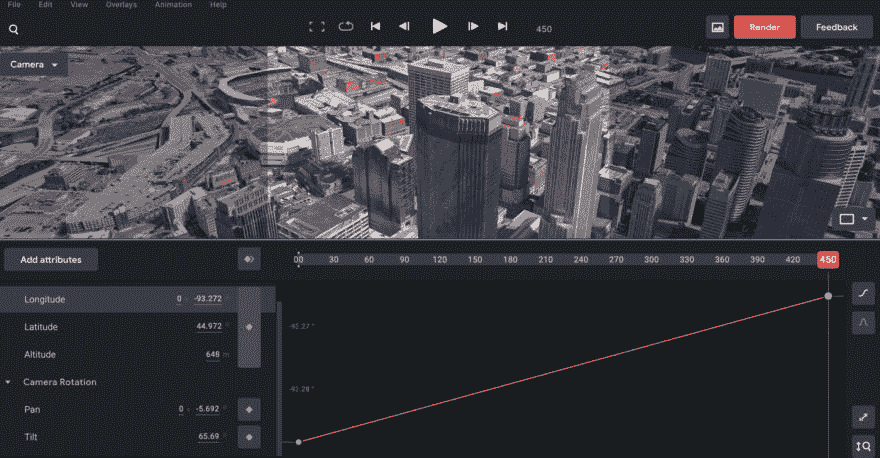 File Edit View Overlays Animation Help
450
Render Feedback
Camera
Add attributes
00 30 60 90 120 150 180 210 240 270 300 330 360 390 420 450
Longitude 0 × -93.272 °
-93.27 °
Latitude 44.972 °
Altitude 648 m
Camera Rotation
-93.28 °
Pan 0 × -5.692 °
Tilt 65.69 °